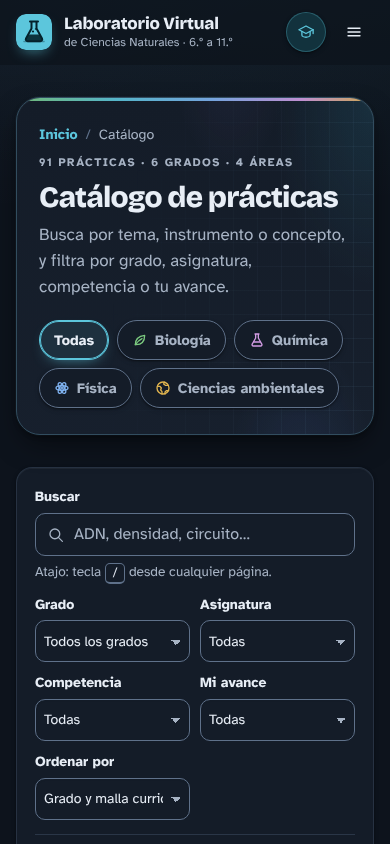 Laboratorio Virtual
de Ciencias Naturales · 6.° a 11.°
Inicio / Catálogo
91 PRÁCTICAS · 6 GRADOS · 4 ÁREAS
Catálogo de prácticas
Busca por tema, instrumento o concepto,
y filtra por grado, asignatura,
competencia o tu avance.
Todas Biología Química
Física Ciencias ambientales
Buscar
ADN, densidad, circuito...
Atajo: tecla / desde cualquier página.
Grado Asignatura
Todos los grados Todas
Competencia Mi avance
Todas Todas
Ordenar por
Grado y malla curric